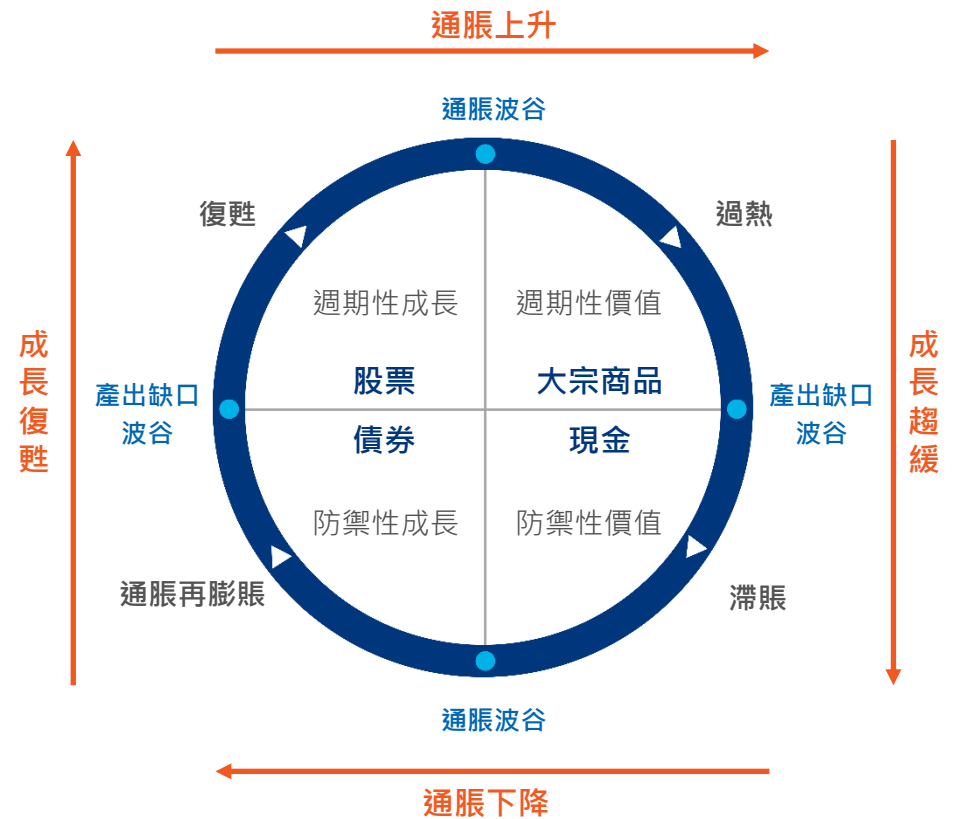 通脹上升
通脹波谷
復甦
過熱
週期性成長
週期性價值
成長復甦
成長趨緩
股票
大宗商品
產出缺口
波谷
產出缺口
波谷
債券
現金
防禦性成長
防禦性價值
通脹再膨賬
滯賬
通脹波谷
通脹下降